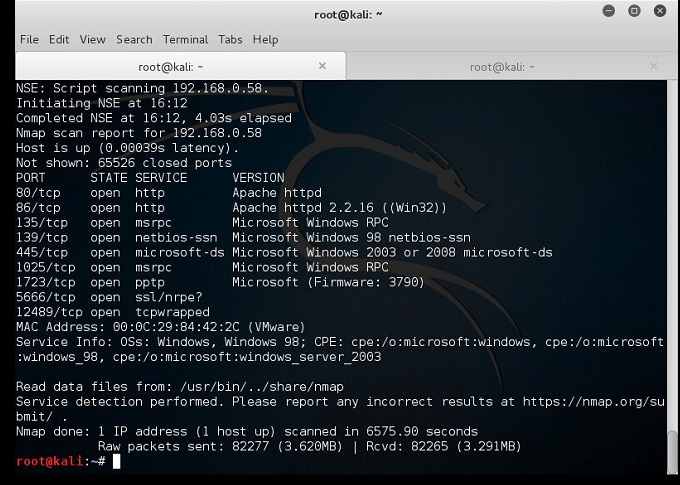 root@kali: ~
File Edit View Search Terminal Tabs Help
root@kali: ~ × root@kali: ~ ×
NSE: Script scanning 192.168.0.58.
Initiating NSE at 16:12
Completed NSE at 16:12, 4.03s elapsed
Nmap scan report for 192.168.0.58
Host is up (0.00039s latency).
Not shown: 65526 closed ports
PORT      STATE SERVICE      VERSION
80/tcp    open  http         Apache httpd
86/tcp    open  http         Apache httpd 2.2.16 ((Win32))
135/tcp   open  msrpc        Microsoft Windows RPC
139/tcp   open  netbios-ssn  Microsoft Windows 98 netbios-ssn
445/tcp   open  microsoft-ds Microsoft Windows 2003 or 2008 microsoft-ds
1025/tcp  open  msrpc        Microsoft Windows RPC
1723/tcp  open  pptp         Microsoft (Firmware: 3790)
5666/tcp  open  ssl/nrpe?
12489/tcp open  tcpwrapped
MAC Address: 00:0C:29:84:42:2C (VMware)
Service Info: OSs: Windows, Windows 98; CPE: cpe:/o:microsoft:windows, cpe:/o:microsoft
:windows_98, cpe:/o:microsoft:windows_server_2003
Read data files from: /usr/bin/../share/nmap
Service detection performed. Please report any incorrect results at https://nmap.org/su
bmit/ .
Nmap done: 1 IP address (1 host up) scanned in 6575.90 seconds
           Raw packets sent: 82277 (3.620MB) | Rcvd: 82265 (3.291MB)
root@kali:~#